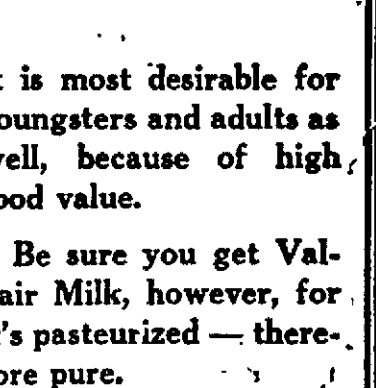 is most desirable for
oungsters and adults as
well, because of high
ood value.
Be sure you get Val-
air Milk, however, for
's pasteurized — there-
ore pure.